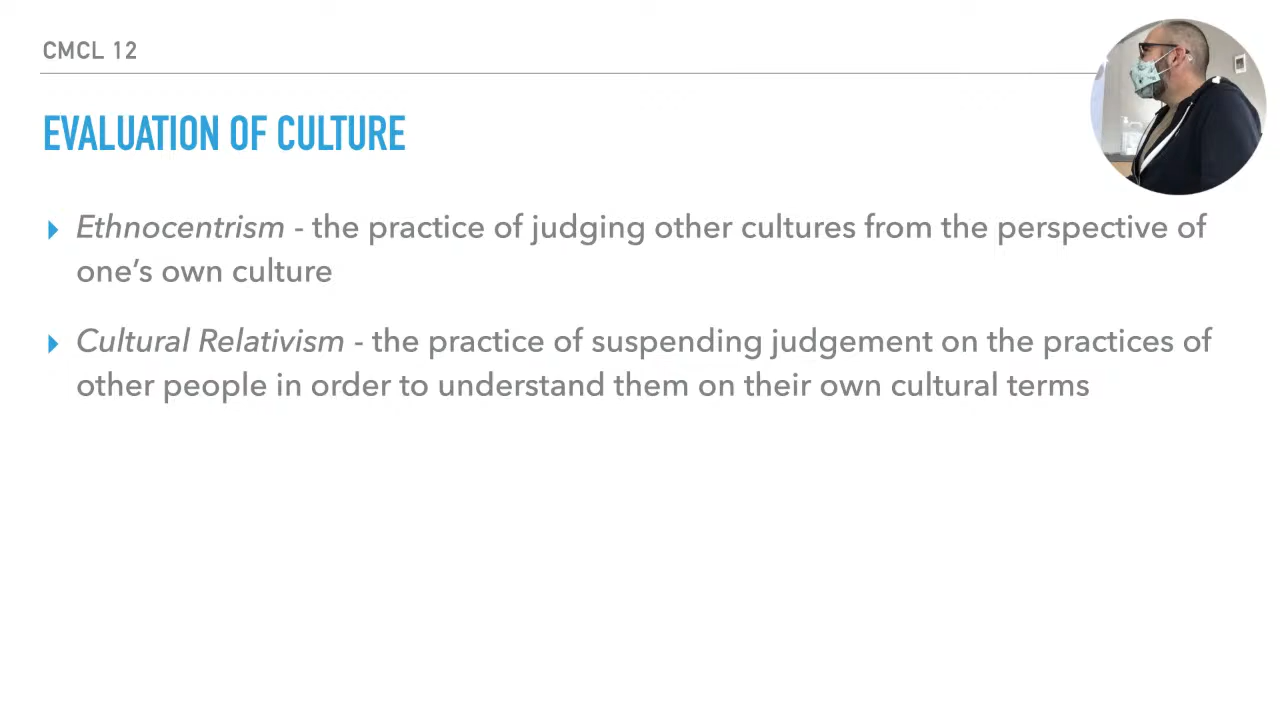 CMCL 12
EVALUATION OF CULTURE
Ethnocentrism - the practice of judging other cultures from the perspective of
one’s own culture
Cultural Relativism - the practice of suspending judgement on the practices of
other people in order to understand them on their own cultural terms